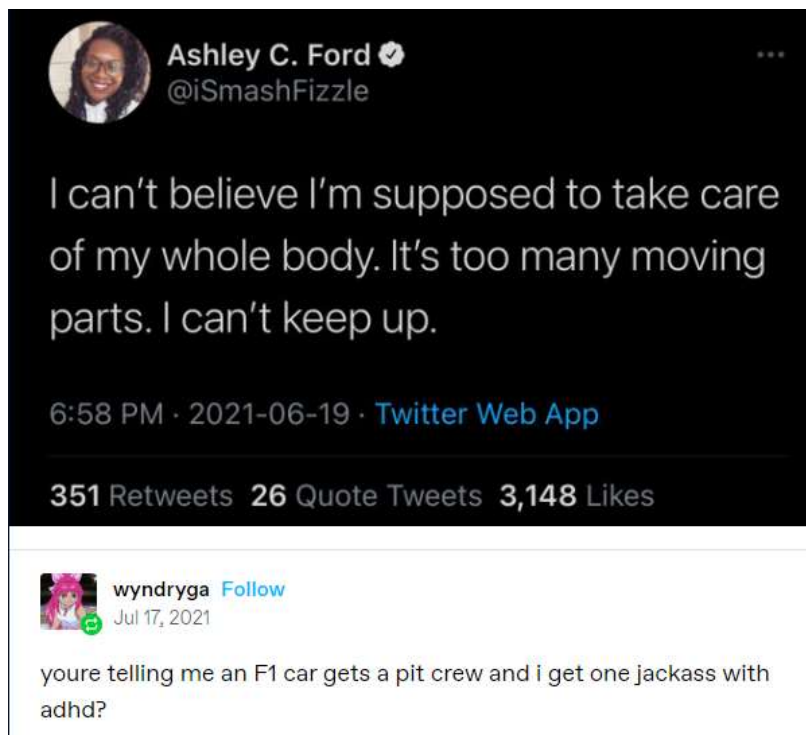 Ashley C. Ford
@iSmashFizzle
I can't believe I'm supposed to take care
of my whole body. It's too many moving
parts. I can't keep up.
6:58 PM · 2021-06-19 · Twitter Web App
351 Retweets 26 Quote Tweets 3,148 Likes
wyndryga Follow
Jul 17, 2021
youre telling me an F1 car gets a pit crew and i get one jackass with
adhd?